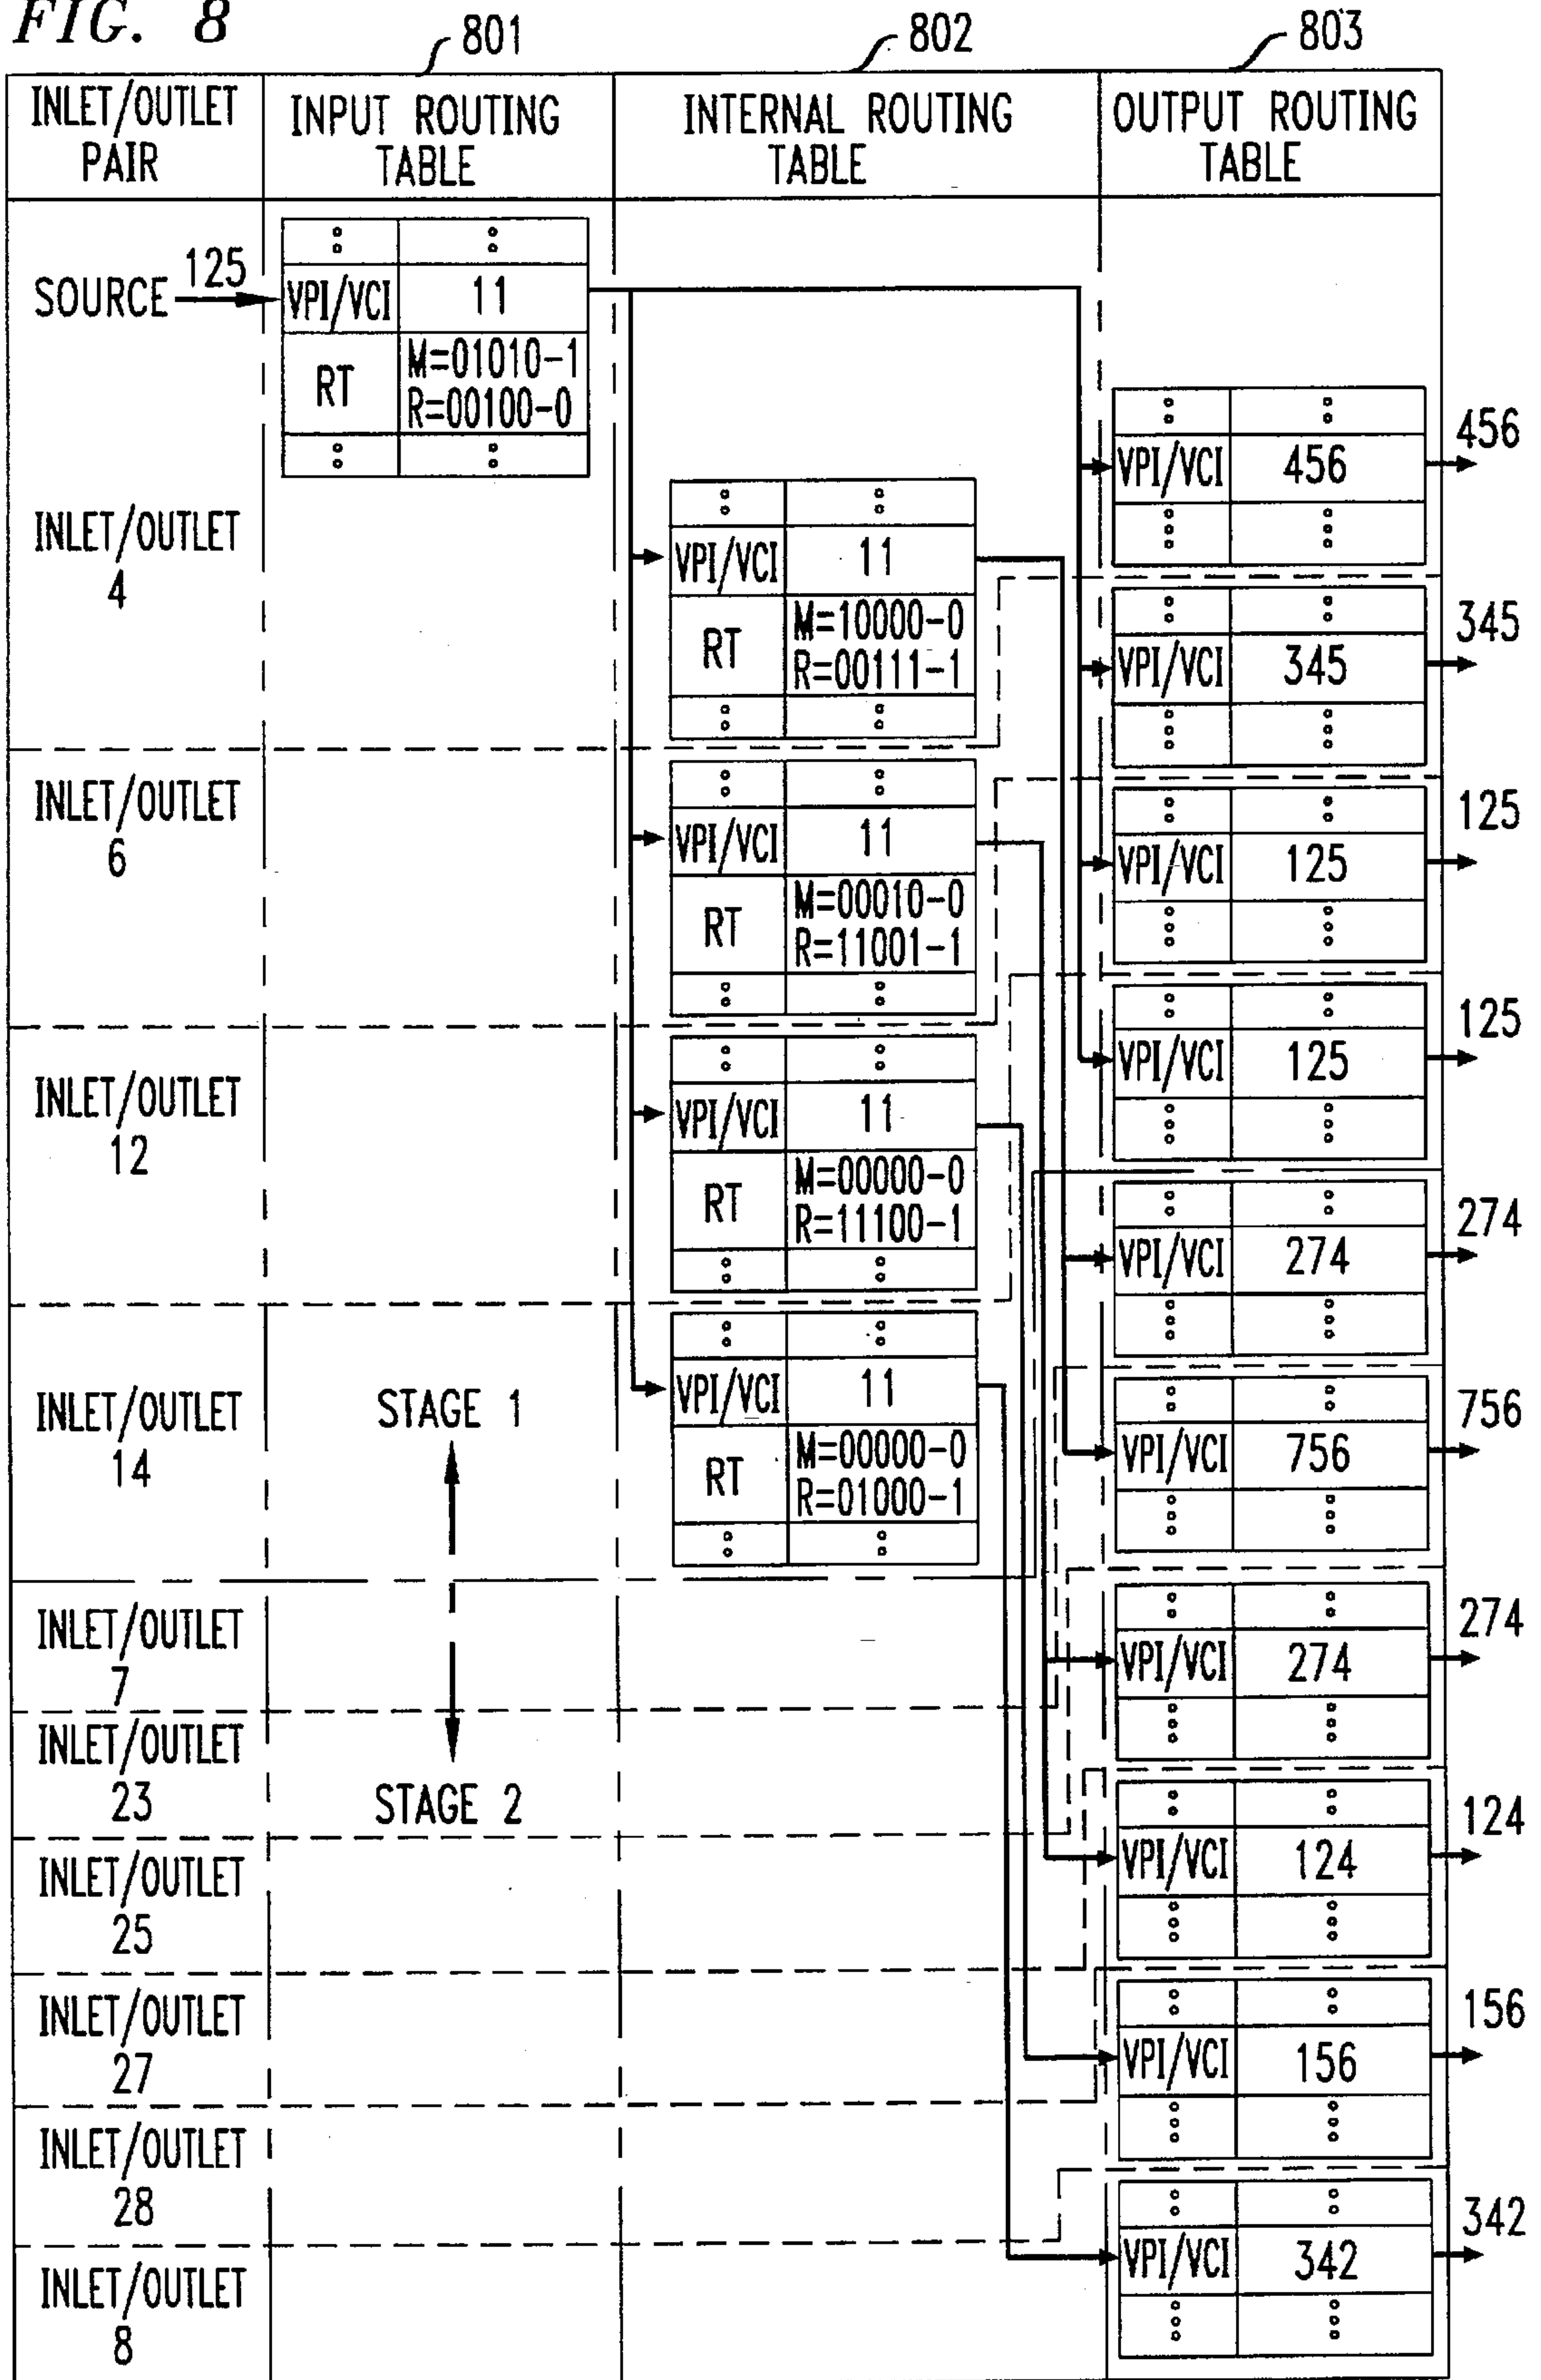 FIG. 8
801
802
803
INLET/OUTLET
PAIR
INPUT ROUTING
TABLE
INTERNAL ROUTING
TABLE
OUTPUT ROUTING
TABLE
SOURCE
125
VPI/VCI 11
RT
M=01010-1
R=00100-0
INLET/OUTLET
4
VPI/VCI 11
RT
M=10000-0
R=00111-1
VPI/VCI 456
456
VPI/VCI 345
345
INLET/OUTLET
6
VPI/VCI 11
RT
M=00010-0
R=11001-1
VPI/VCI 125
125
INLET/OUTLET
12
VPI/VCI 11
RT
M=00000-0
R=11100-1
VPI/VCI 125
125
VPI/VCI 274
274
INLET/OUTLET
14
STAGE 1
VPI/VCI 11
RT
M=00000-0
R=01000-1
VPI/VCI 756
756
INLET/OUTLET
7
VPI/VCI 274
274
INLET/OUTLET
23
STAGE 2
VPI/VCI 124
124
INLET/OUTLET
25
INLET/OUTLET
27
VPI/VCI 156
156
INLET/OUTLET
28
INLET/OUTLET
8
VPI/VCI 342
342